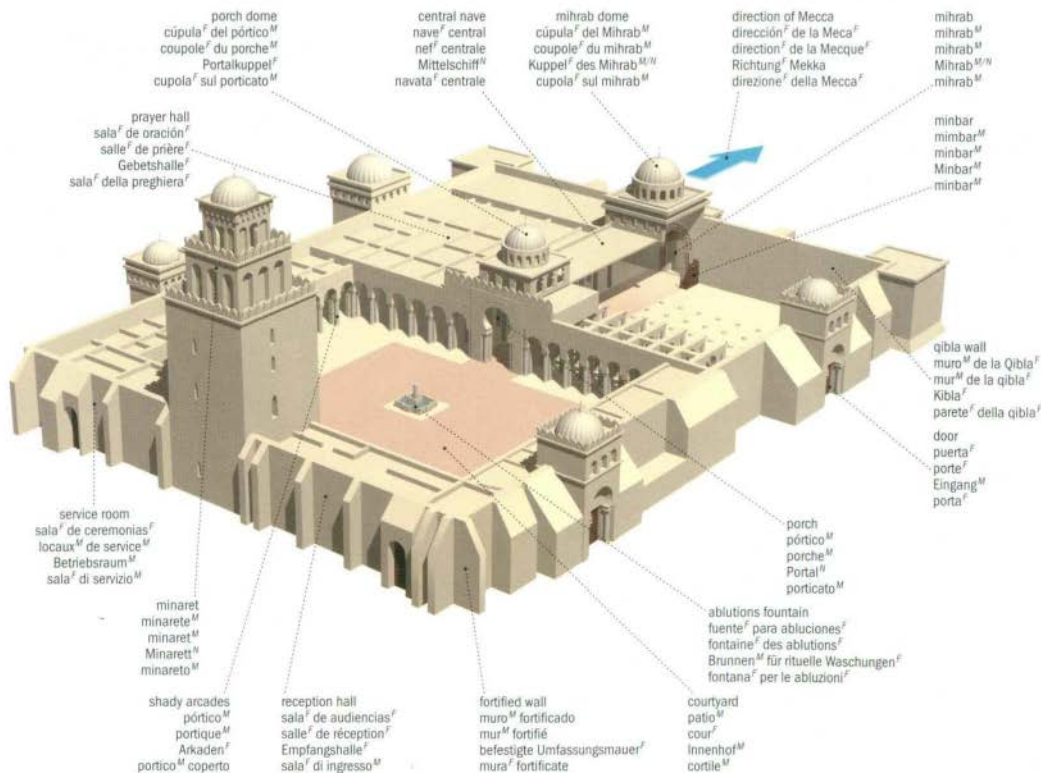 porch dome
cúpulaF del pórticoM
coupoleF du porcheM
PortalkuppelF
cupolaF sul porticatoM
central nave
naveF central
nefF centrale
MittelschiffN
navataF centrale
mihrab dome
cúpulaF del MihrabM
coupoleF du mihrabM
KuppelF des MihrabM/N
cupolaF sul mihrabM
direction of Mecca
direcciónF de la MecaF
directionF de la MecqueF
RichtungF Mekka
direzioneF della MeccaF
mihrab
mihrabM
mihrabM
MihrabM/N
mihrabM
prayer hall
salaF de oraciónF
salleF de prièreF
GebetshalleF
salaF della preghieraF
minbar
mimbarM
minbarM
MinbarM
minbarM
qibla wall
muroM de la QiblaF
murM de la qiblaF
KiblaF
pareteF della qiblaF
door
puertaF
porteF
EingangM
portaF
service room
salaF de ceremoniasF
locauxM de serviceM
BetriebsraumM
salaF di servizioM
porch
pórticoM
porcheM
PortalN
porticatoM
minaret
minareteM
minaretM
MinarettN
minaretoM
ablutions fountain
fuenteF para ablucionesF
fontaineF des ablutionsF
BrunnenM für rituelle WaschungenF
fontanaF per le abluzioniF
shady arcades
pórticoM
portiqueM
ArkadenF
porticoM coperto
reception hall
salaF de audienciasF
salleF de réceptionF
EmpfangshalleF
salaF di ingressoM
fortified wall
muroM fortificado
murM fortifié
befestigte UmfassungsmauerF
muraF fortificate
courtyard
patioM
courF
InnenhofM
cortileM